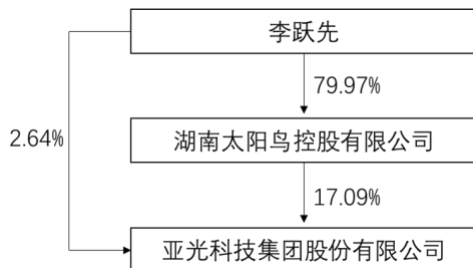 李跃先
79.97%
2.64%
湖南太阳鸟控股有限公司
17.09%
亚光科技集团股份有限公司